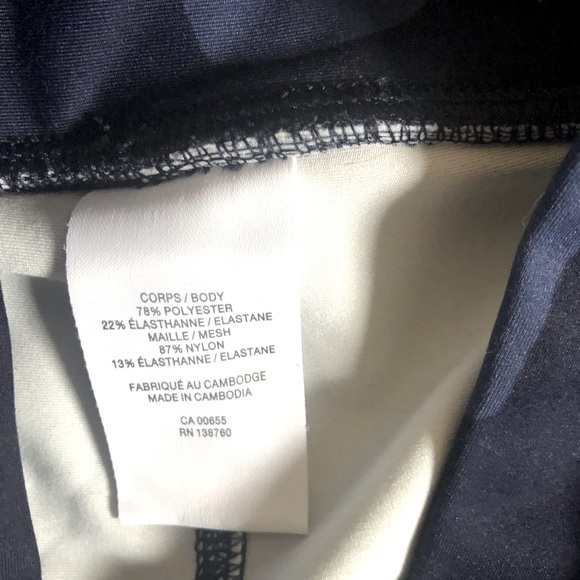 CORPS / BODY
78% POLYESTER
22% ÉLASTHANNE / ELASTANE
MAILLE / MESH
87% NYLON
13% ÉLASTHANNE / ELASTANE
FABRIQUÉ AU CAMBODGE
MADE IN CAMBODIA
CA 00655
RN 138760